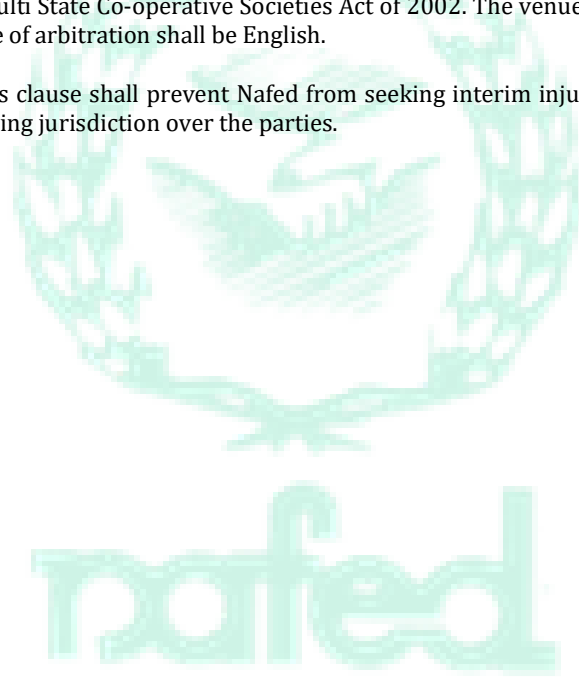 ulti State Co-operative Societies Act of 2002. The venue
e of arbitration shall be English.
s clause shall prevent Nafed from seeking interim inju
ing jurisdiction over the parties.
nafed